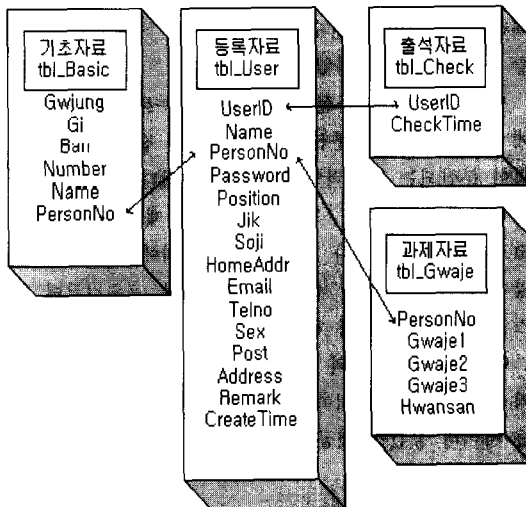 기초자료
tbl_Basic
Gwjung
Gi
Ban
Number
Name
PersonNo
등록자료
tbl_User
UserID
Name
PersonNo
Password
Position
Jik
Soji
HomeAddr
Email
Telno
Sex
Post
Address
Remark
CreateTime
출석자료
tbl_Check
UserID
CheckTime
과제자료
tbl_Gwaje
PersonNo
Gwaje1
Gwaje2
Gwaje3
Hwansan